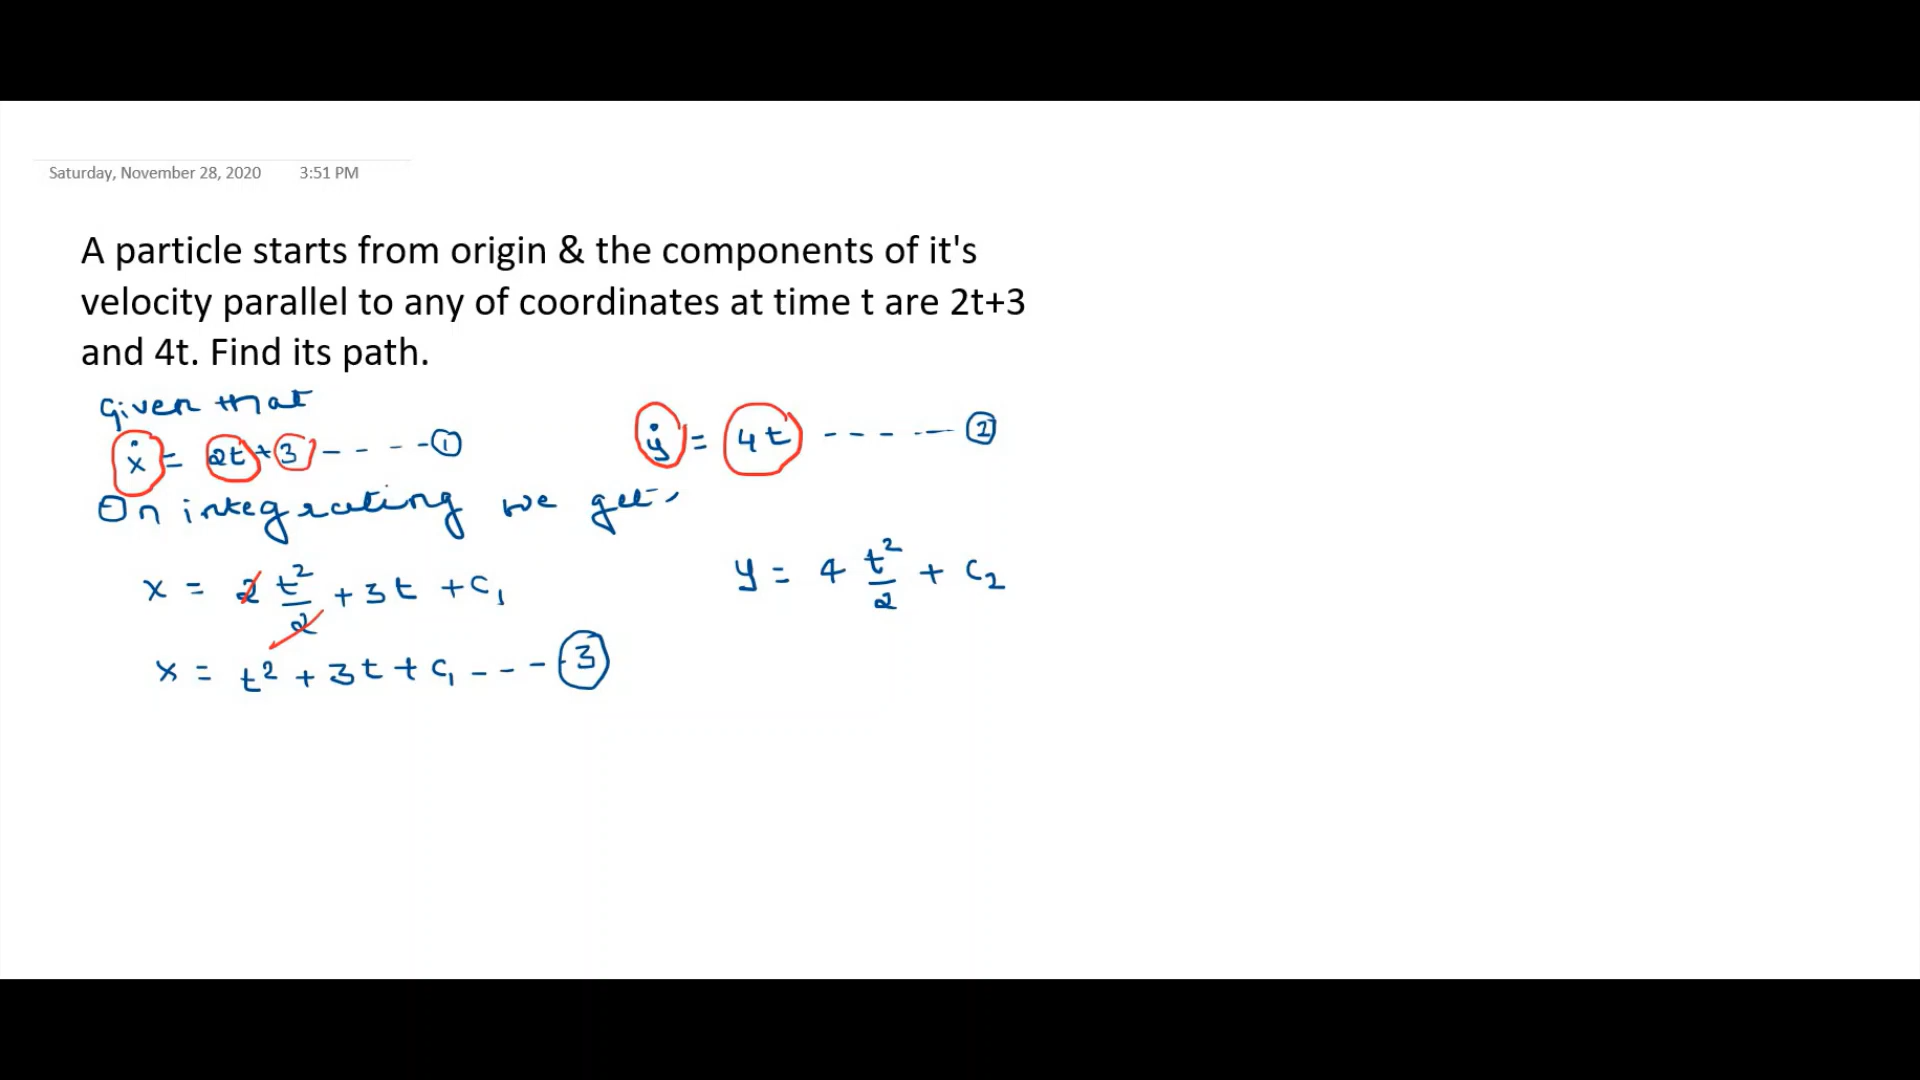 Saturday, November 28, 2020 3:51 PM
A particle starts from origin & the components of it's
velocity parallel to any of coordinates at time t are 2t+3
and 4t. Find its path.
Given that
ẋ = 2t+3 - - - - - ① ẏ = 4t - - - - - ②
On integrating we get,
x = 2 t²/2 + 3t + c₁ y = 4 t²/2 + c₂
x = t² + 3t + c₁ - - - ③